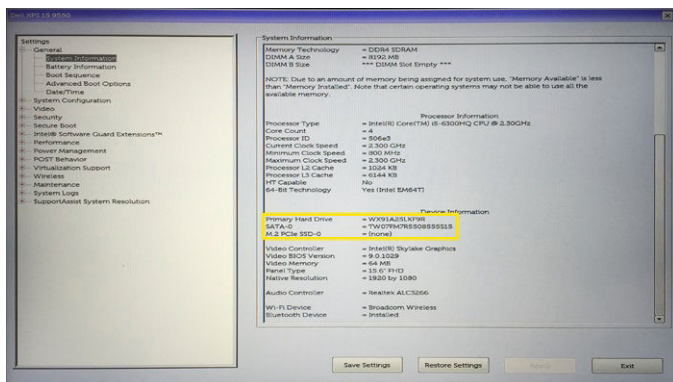 Dell XPS 15 9550
Settings
General
System Information
Battery Information
Boot Sequence
Advanced Boot Options
Date/Time
System Configuration
Video
Security
Secure Boot
Intel® Software Guard Extensions™
Performance
Power Management
POST Behavior
Virtualization Support
Wireless
Maintenance
System Logs
SupportAssist System Resolution
System Information
Memory Technology = DDR4 SDRAM
DIMM A Size = 8192 MB
DIMM B Size *** DIMM Slot Empty ***
NOTE: Due to an amount of memory being assigned for system use, "Memory Available" is less
than "Memory Installed". Note that certain operating systems may not be able to use all the
available memory.
Processor Information
Processor Type = Intel(R) Core(TM) i5-6300HQ CPU @ 2.30GHz
Core Count = 4
Processor ID = 506e3
Current Clock Speed = 2.300 GHz
Minimum Clock Speed = 800 MHz
Maximum Clock Speed = 2.300 GHz
Processor L2 Cache = 1024 KB
Processor L3 Cache = 6144 KB
HT Capable No
64-Bit Technology Yes (Intel EM64T)
Device Information
Primary Hard Drive =
SATA-0 =
M.2 PCIe SSD-0 = (none)
Video Controller = Intel(R) Skylake Graphics
Video BIOS Version = 9.0.1029
Video Memory = 64 MB
Panel Type = 15.6" FHD
Native Resolution = 1920 by 1080
Audio Controller = Realtek ALC3266
Wi-Fi Device = Broadcom Wireless
Bluetooth Device = Installed
Save Settings
Restore Settings
Apply
Exit